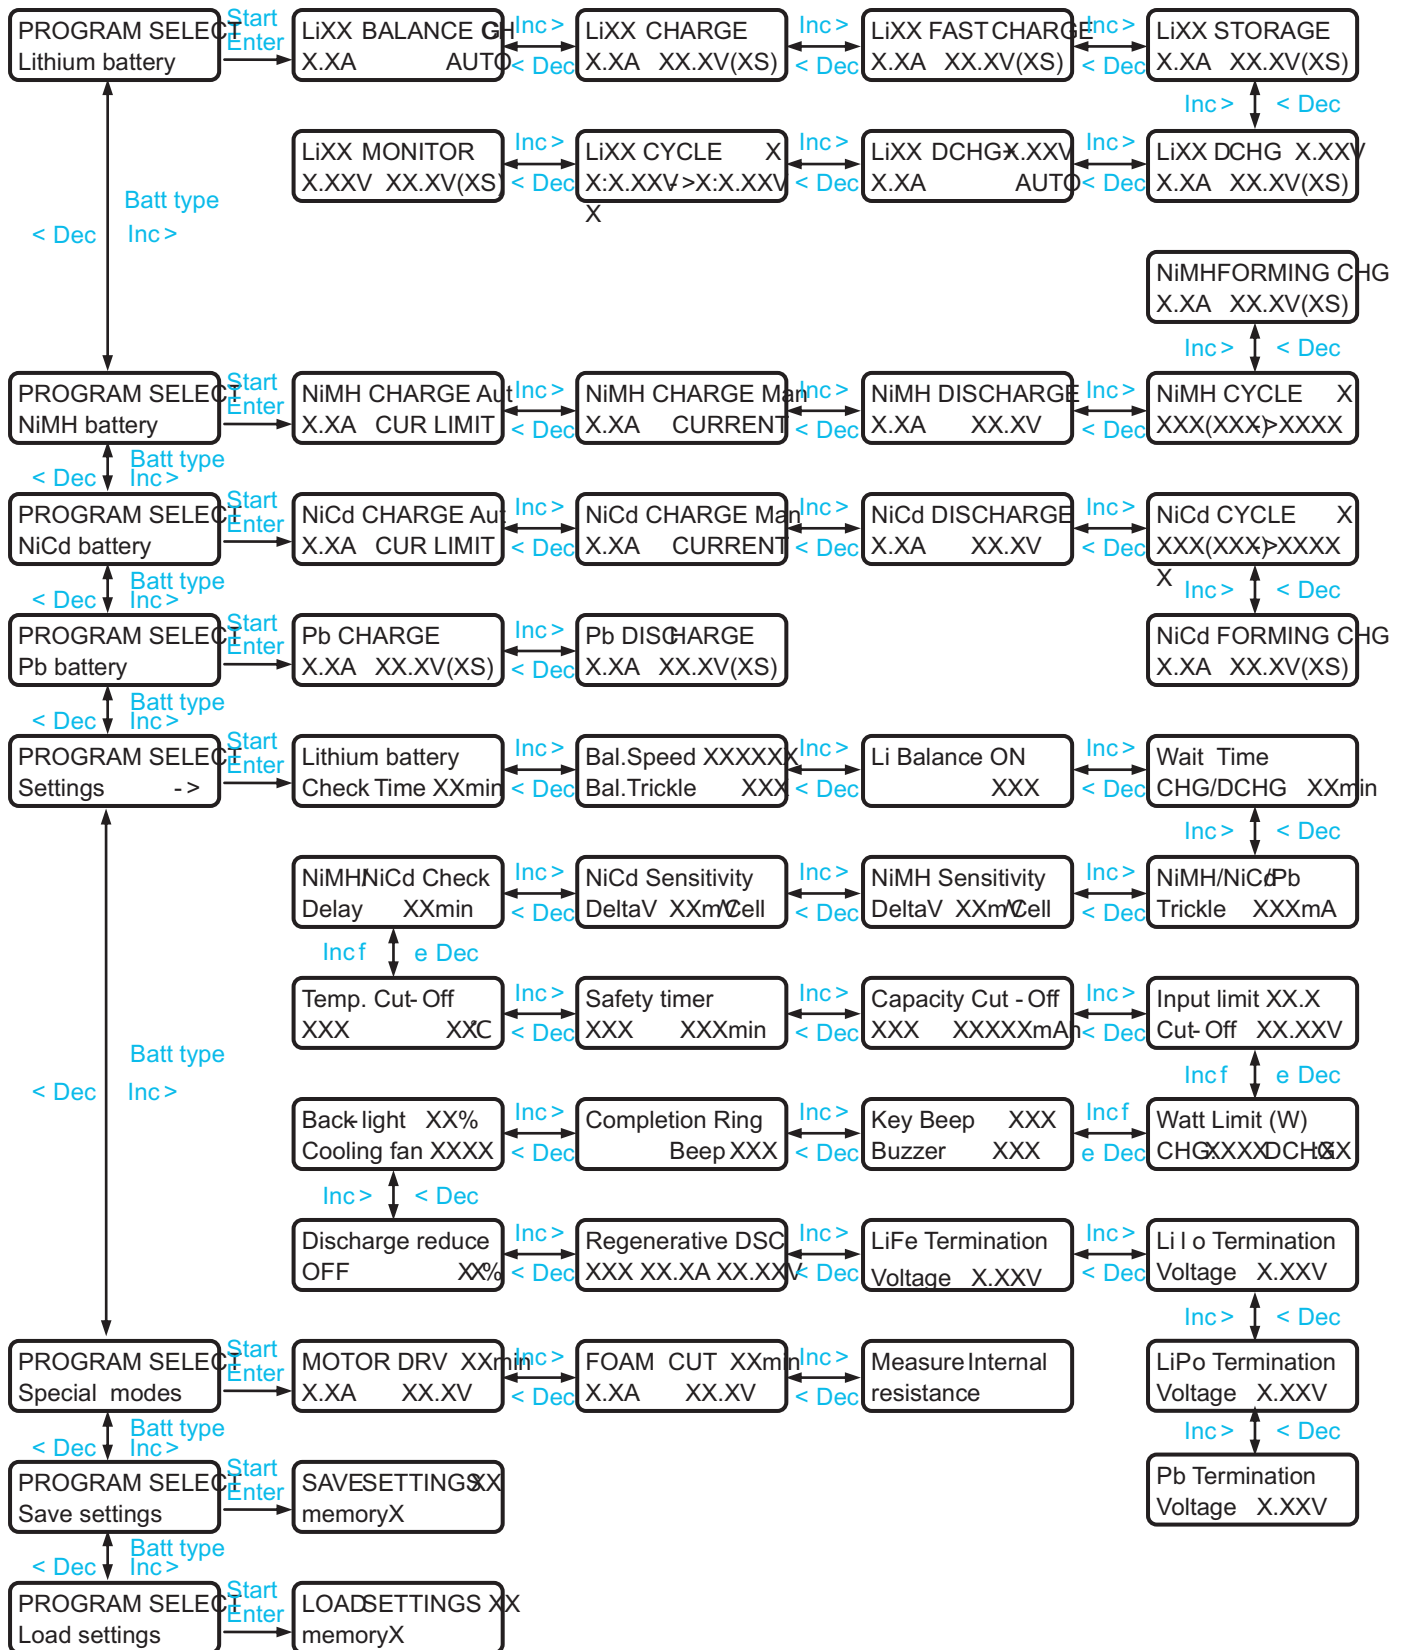 PROGRAM SELECT
Lithium battery
Start
Enter
LiXX BALANCE CH
X.XA AUTO
Inc >
< Dec
LiXX CHARGE
X.XA XX.XV(XS)
Inc >
< Dec
LiXX FAST CHARGE
X.XA XX.XV(XS)
Inc >
< Dec
LiXX STORAGE
X.XA XX.XV(XS)
Inc > < Dec
LiXX MONITOR
X.XXV XX.XV(XS)
Inc >
< Dec
LiXX CYCLE X
X:X.XXV->X:X.XXV
X
Inc >
< Dec
LiXX DCHG+X.XXV
X.XA AUTO
Inc >
< Dec
LiXX DCHG X.XXV
X.XA XX.XV(XS)
Batt type
< Dec Inc >
NiMHFORMING CHG
X.XA XX.XV(XS)
Inc > < Dec
PROGRAM SELECT
NiMH battery
Start
Enter
NiMH CHARGE Aut
X.XA CUR LIMIT
Inc >
< Dec
NiMH CHARGE Man
X.XA CURRENT
Inc >
< Dec
NiMH DISCHARGE
X.XA XX.XV
Inc >
< Dec
NiMH CYCLE X
XXX(XXX)->XXXX
Batt type
< Dec Inc >
PROGRAM SELECT
NiCd battery
Start
Enter
NiCd CHARGE Aut
X.XA CUR LIMIT
Inc >
< Dec
NiCd CHARGE Man
X.XA CURRENT
Inc >
< Dec
NiCd DISCHARGE
X.XA XX.XV
Inc >
< Dec
NiCd CYCLE X
XXX(XXX)->XXXX
X
Inc > < Dec
Batt type
< Dec Inc >
PROGRAM SELECT
Pb battery
Start
Enter
Pb CHARGE
X.XA XX.XV(XS)
Inc >
< Dec
Pb DISCHARGE
X.XA XX.XV(XS)
NiCd FORMING CHG
X.XA XX.XV(XS)
Batt type
< Dec Inc >
PROGRAM SELECT
Settings ->
Start
Enter
Lithium battery
Check Time XXmin
Inc >
< Dec
Bal.Speed XXXXXX
Bal.Trickle XXX
Inc >
< Dec
Li Balance ON
XXX
Inc >
< Dec
Wait Time
CHG/DCHG XXmin
Inc > < Dec
NiMH/NiCd Check
Delay XXmin
Inc >
< Dec
NiCd Sensitivity
DeltaV XXmV/Cell
Inc >
< Dec
NiMH Sensitivity
DeltaV XXmV/Cell
Inc >
< Dec
NiMH/NiCd/Pb
Trickle XXXmA
Inc f e Dec
Temp. Cut-Off
XXX XX℃
Inc >
< Dec
Safety timer
XXX XXXmin
Inc >
< Dec
Capacity Cut - Off
XXX XXXXXmAh
Inc >
< Dec
Input limit XX.X
Cut-Off XX.XXV
Inc f e Dec
Batt type
< Dec Inc >
Back-light XX%
Cooling fan XXXX
Inc >
< Dec
Completion Ring
Beep XXX
Inc >
< Dec
Key Beep XXX
Buzzer XXX
Inc f
e Dec
Watt Limit (W)
CHG:XXXX DCHG:XX
Inc > < Dec
Discharge reduce
OFF XX%
Inc >
< Dec
Regenerative DSC
XXX XX.XA XX.XXV
Inc >
< Dec
LiFe Termination
Voltage X.XXV
Inc >
< Dec
Li l o Termination
Voltage X.XXV
Inc > < Dec
PROGRAM SELECT
Special modes
Start
Enter
MOTOR DRV XXmin
X.XA XX.XV
Inc >
< Dec
FOAM CUT XXmin
X.XA XX.XV
Inc >
< Dec
Measure Internal
resistance
LiPo Termination
Voltage X.XXV
Inc > < Dec
Batt type
< Dec Inc >
PROGRAM SELECT
Save settings
Start
Enter
SAVESETTINGSXX
memoryX
Pb Termination
Voltage X.XXV
Batt type
< Dec Inc >
PROGRAM SELECT
Load settings
Start
Enter
LOADSETTINGS XX
memoryX